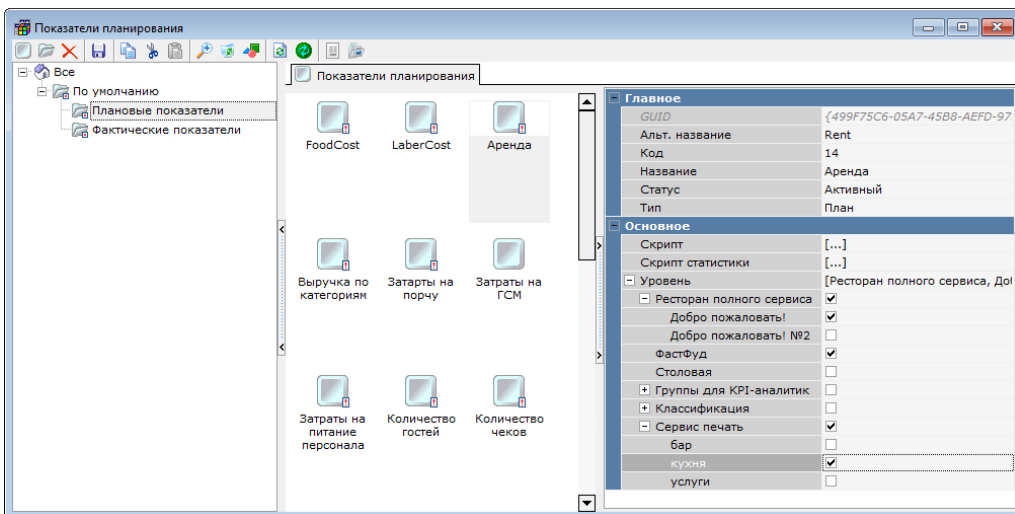 Показатели планирования
Все
По умолчанию
Плановые показатели
Фактические показатели
Показатели планирования
FoodCost
LaberCost
Аренда
Выручка по категориям
Затарты на порчу
Затраты на ГСМ
Затраты на питание персонала
Количество гостей
Количество чеков
Главное
GUID {499F75C6-05A7-45B8-AEFD-97
Альт. название Rent
Код 14
Название Аренда
Статус Активный
Тип План
Основное
Скрипт [...]
Скрипт статистики [...]
Уровень [Ресторан полного сервиса, Доб
Ресторан полного сервиса
Добро пожаловать!
Добро пожаловать! №2
ФастФуд
Столовая
Группы для KPI-аналитик
Классификация
Сервис печать
бар
кухня
услуги